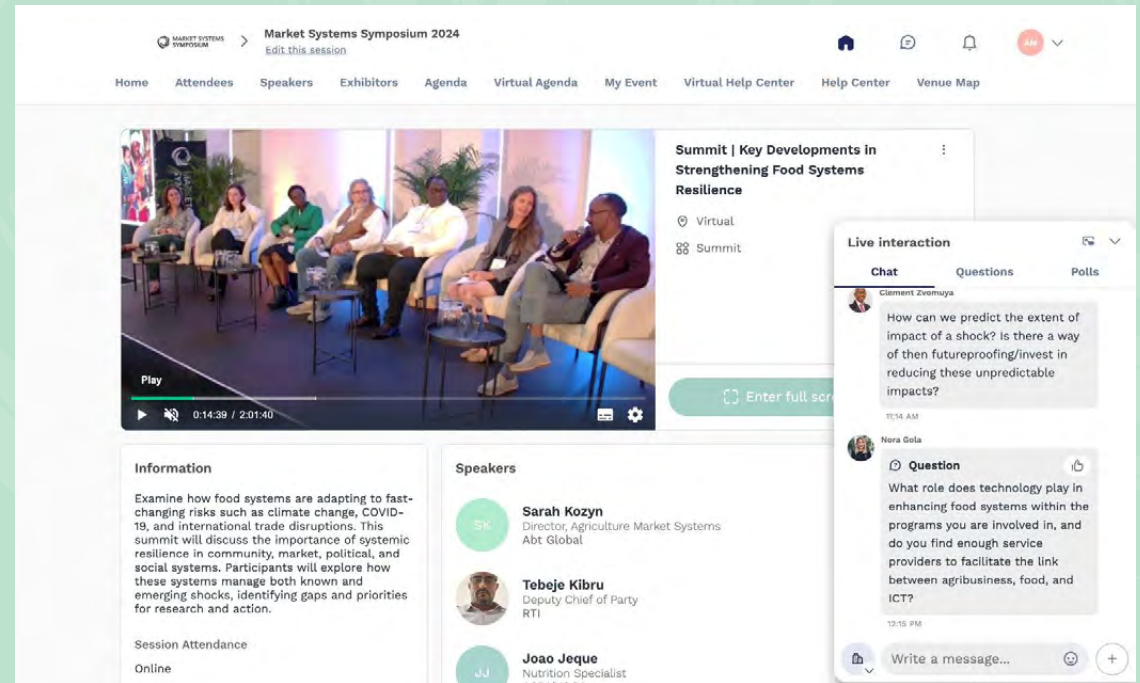 MARKET SYSTEMS
SYMPOSIUM
Market Systems Symposium 2024
Edit this session
AM
Home Attendees Speakers Exhibitors Agenda Virtual Agenda My Event Virtual Help Center Help Center Venue Map
Summit | Key Developments in
Strengthening Food Systems
Resilience
Virtual
Summit
Play
0:14:39 / 2:01:40
Enter full scr
Information
Examine how food systems are adapting to fast-
changing risks such as climate change, COVID-
19, and international trade disruptions. This
summit will discuss the importance of systemic
resilience in community, market, political, and
social systems. Participants will explore how
these systems manage both known and
emerging shocks, identifying gaps and priorities
for research and action.
Session Attendance
Online
Speakers
SK
Sarah Kozyn
Director, Agriculture Market Systems
Abt Global
Tebeje Kibru
Deputy Chief of Party
RTI
JJ
Joao Jeque
Nutrition Specialist
Live interaction
Chat Questions Polls
Clement Zvomuya
How can we predict the extent of
impact of a shock? Is there a way
of then futureproofing/invest in
reducing these unpredictable
impacts?
11:14 AM
Nora Gola
Question
What role does technology play in
enhancing food systems within the
programs you are involved in, and
do you find enough service
providers to facilitate the link
between agribusiness, food, and
ICT?
12:15 PM
Write a message...